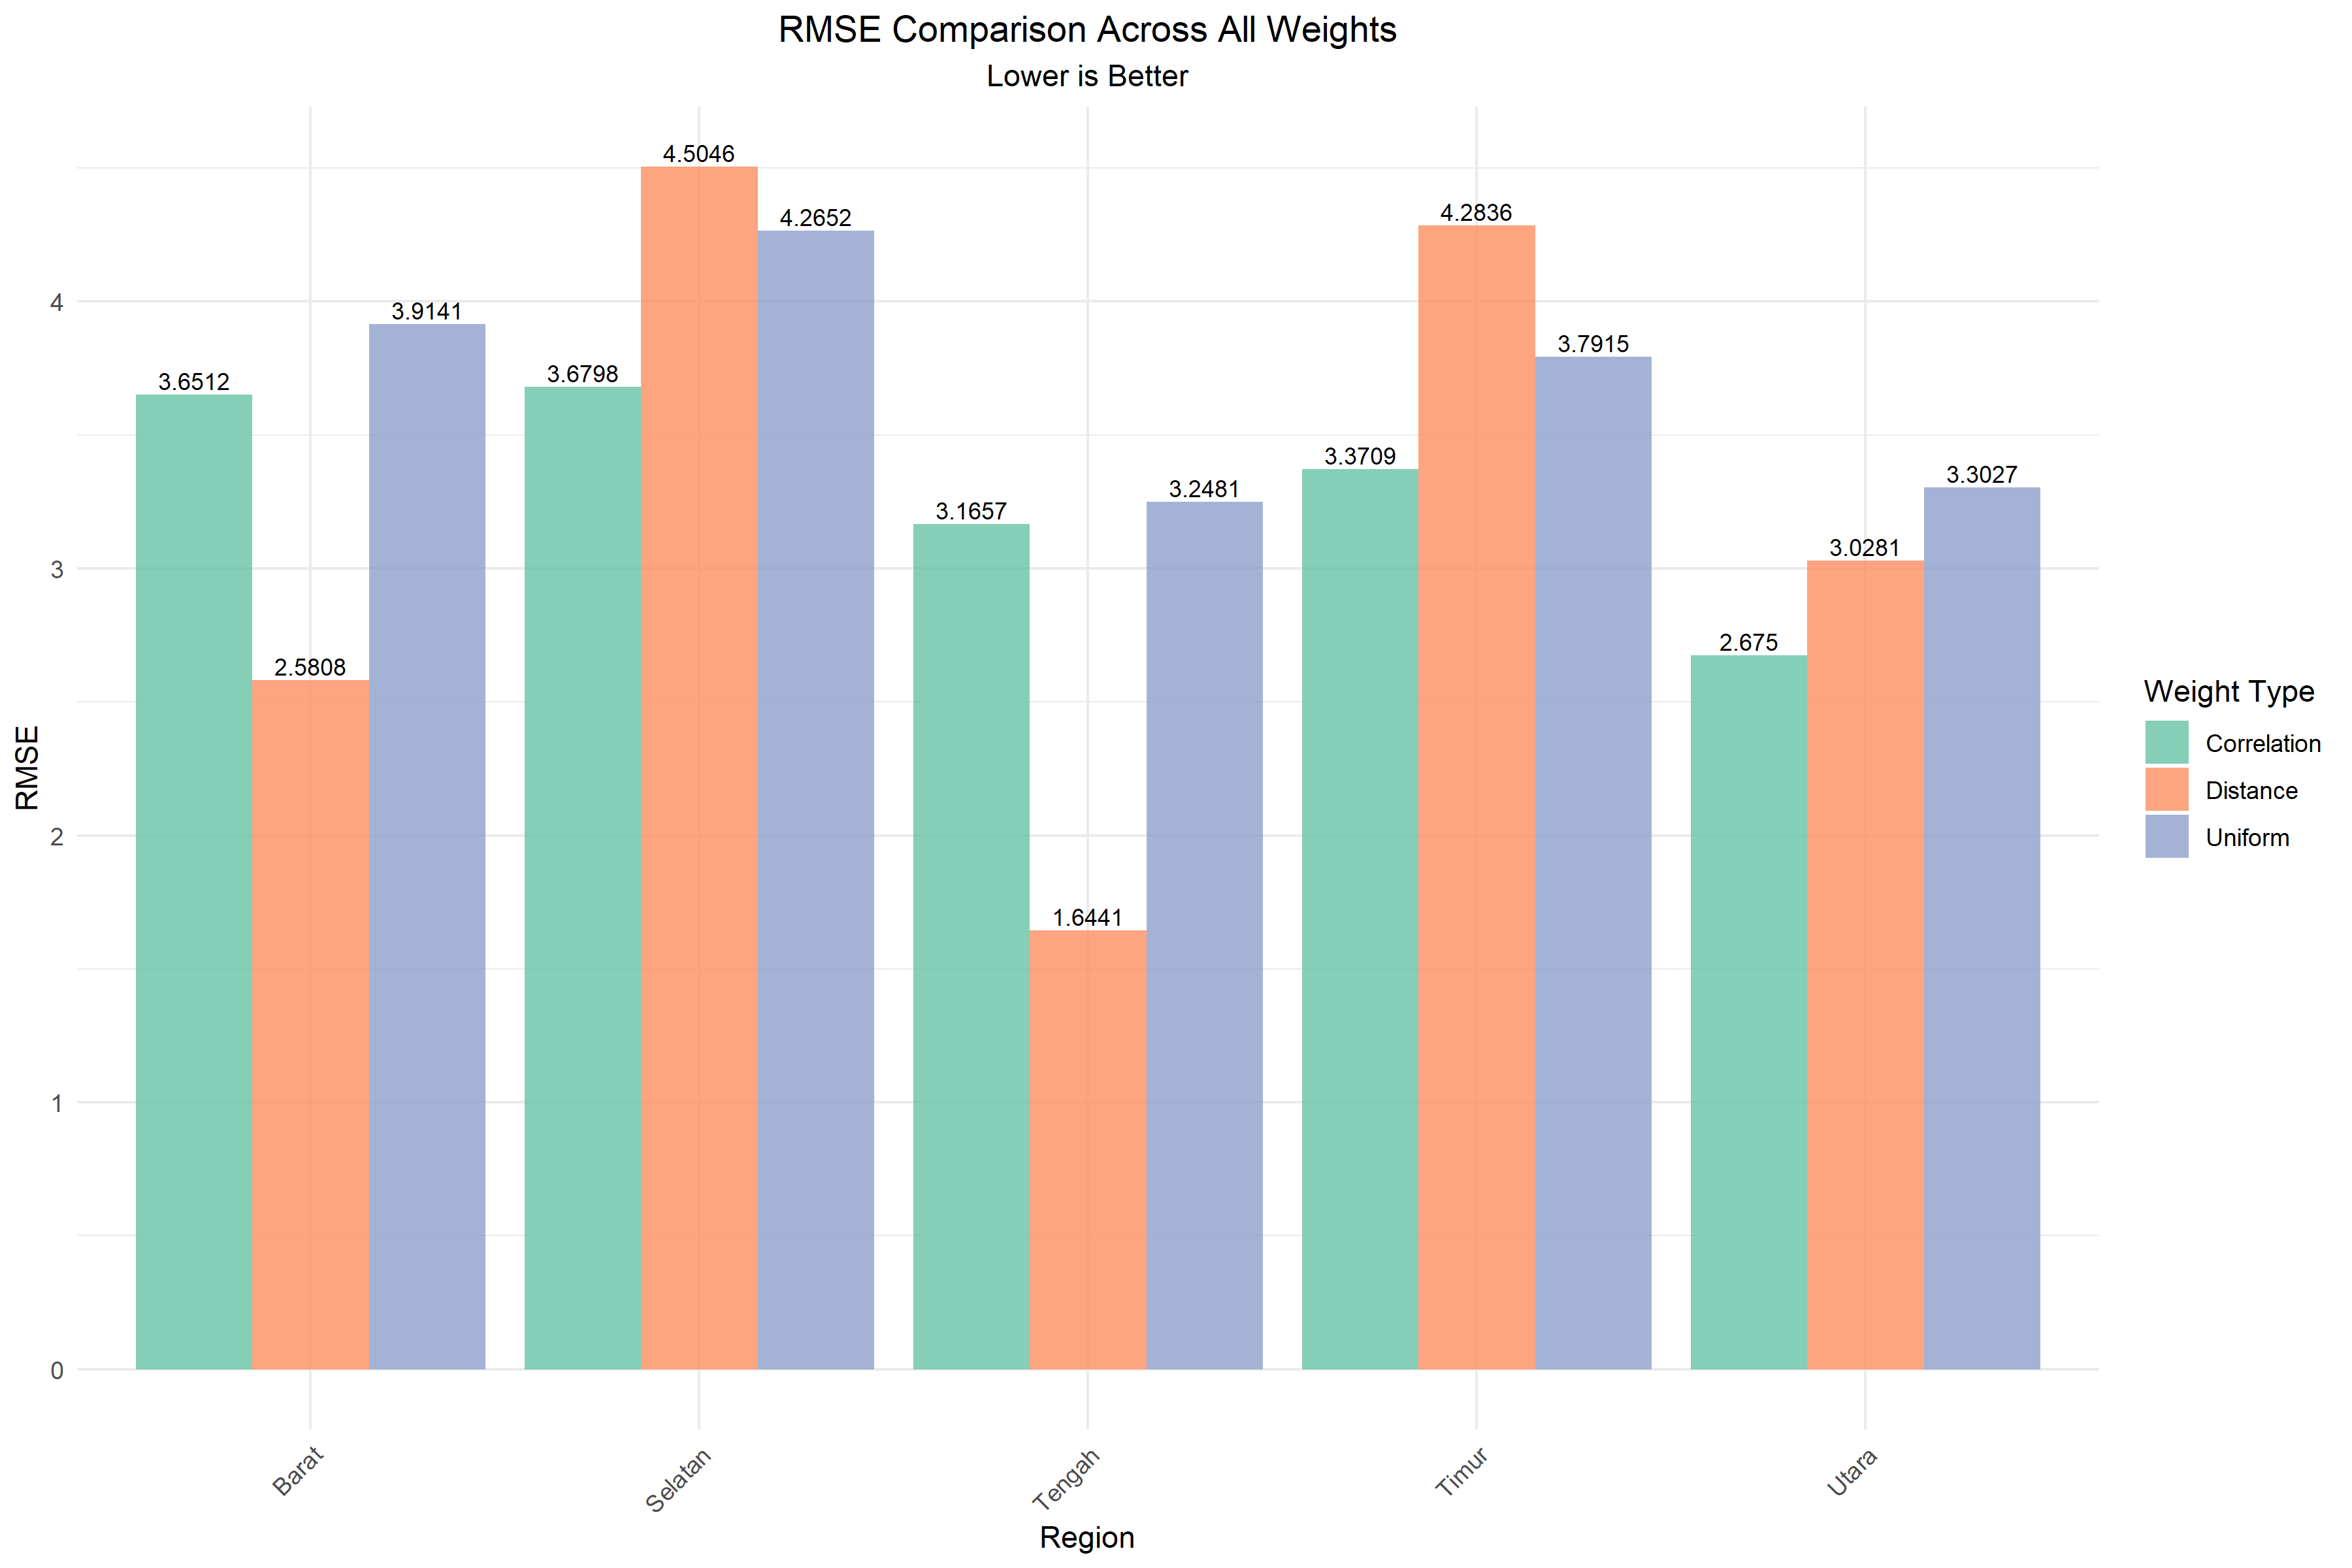 RMSE Comparison Across All Weights
Lower is Better
4.5046
4.2652
4.2836
3.9141
3.7915
3.6512
3.6798
3.3709
3.2481
3.3027
3.1657
3.0281
2.5808
2.675
1.6441
4
3
2
1
0
RMSE
Barat
Selatan
Tengah
Timur
Utara
Region
Weight Type
Correlation
Distance
Uniform